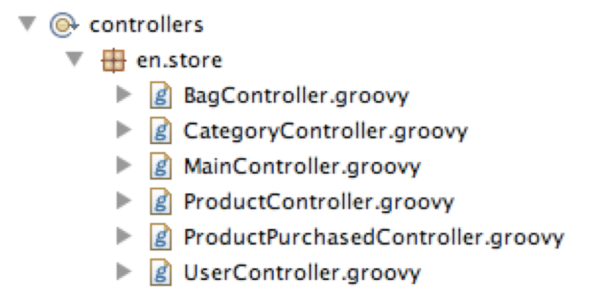 controllers
en.store
BagController.groovy
CategoryController.groovy
MainController.groovy
ProductController.groovy
ProductPurchasedController.groovy
UserController.groovy